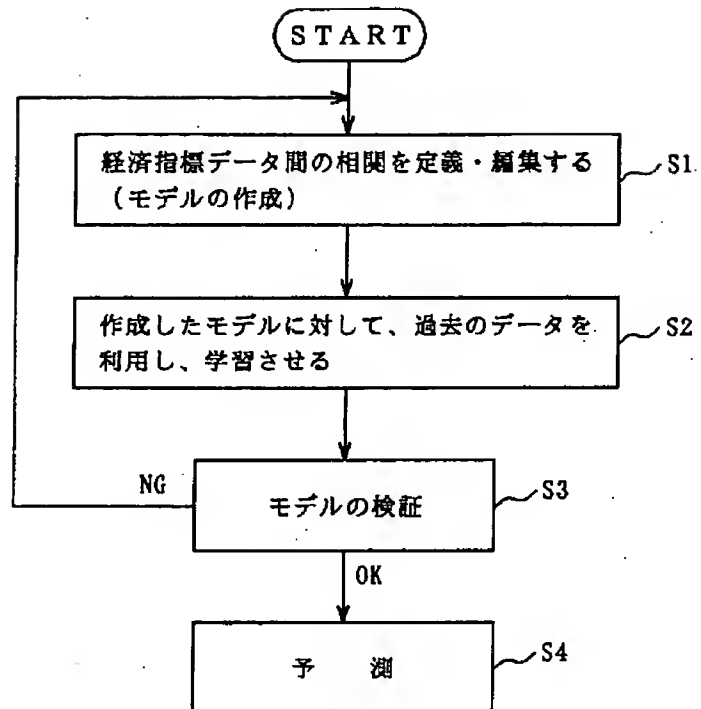 START
経済指標データ間の相関を定義・編集する
(モデルの作成)
S1
作成したモデルに対して、過去のデータを
利用し、学習させる
S2
NG
モデルの検証
S3
OK
予 測
S4